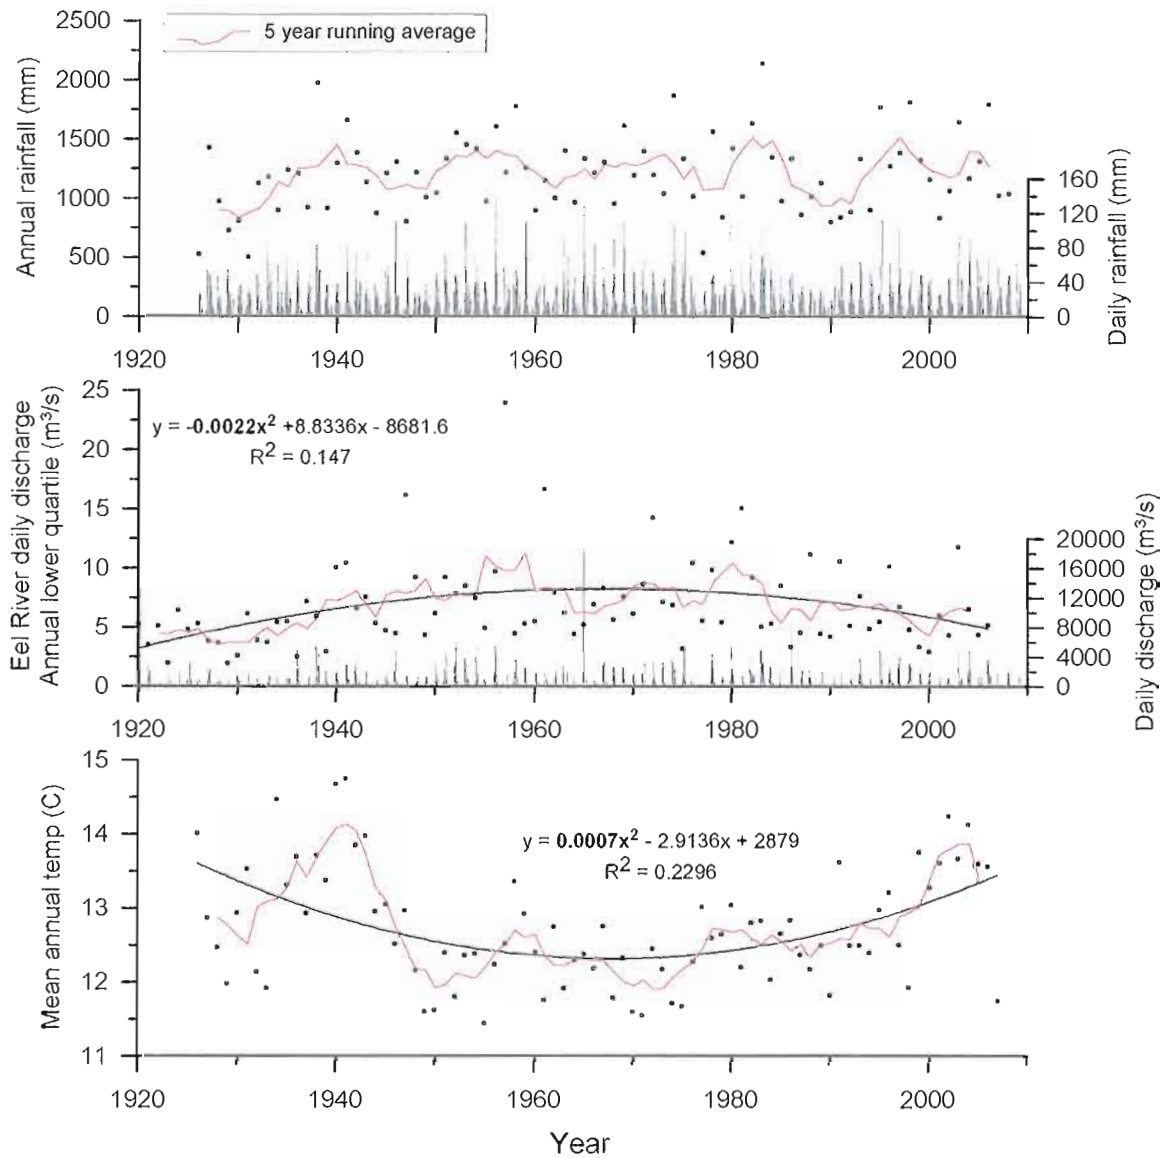 2500
5 year running average
2000
1500
1000
500
0
Annual rainfall (mm)
160
120
80
40
0
Daily rainfall (mm)
1920 1940 1960 1980 2000
25
20
15
10
5
0
Eel River daily discharge
Annual lower quartile (m³/s)
y = -0.0022x² +8.8336x - 8681.6
R² = 0.147
20000
16000
12000
8000
4000
0
Daily discharge (m³/s)
1920 1940 1960 1980 2000
15
14
13
12
11
Mean annual temp (C)
y = 0.0007x² - 2.9136x + 2879
R² = 0.2296
1920 1940 1960 1980 2000
Year